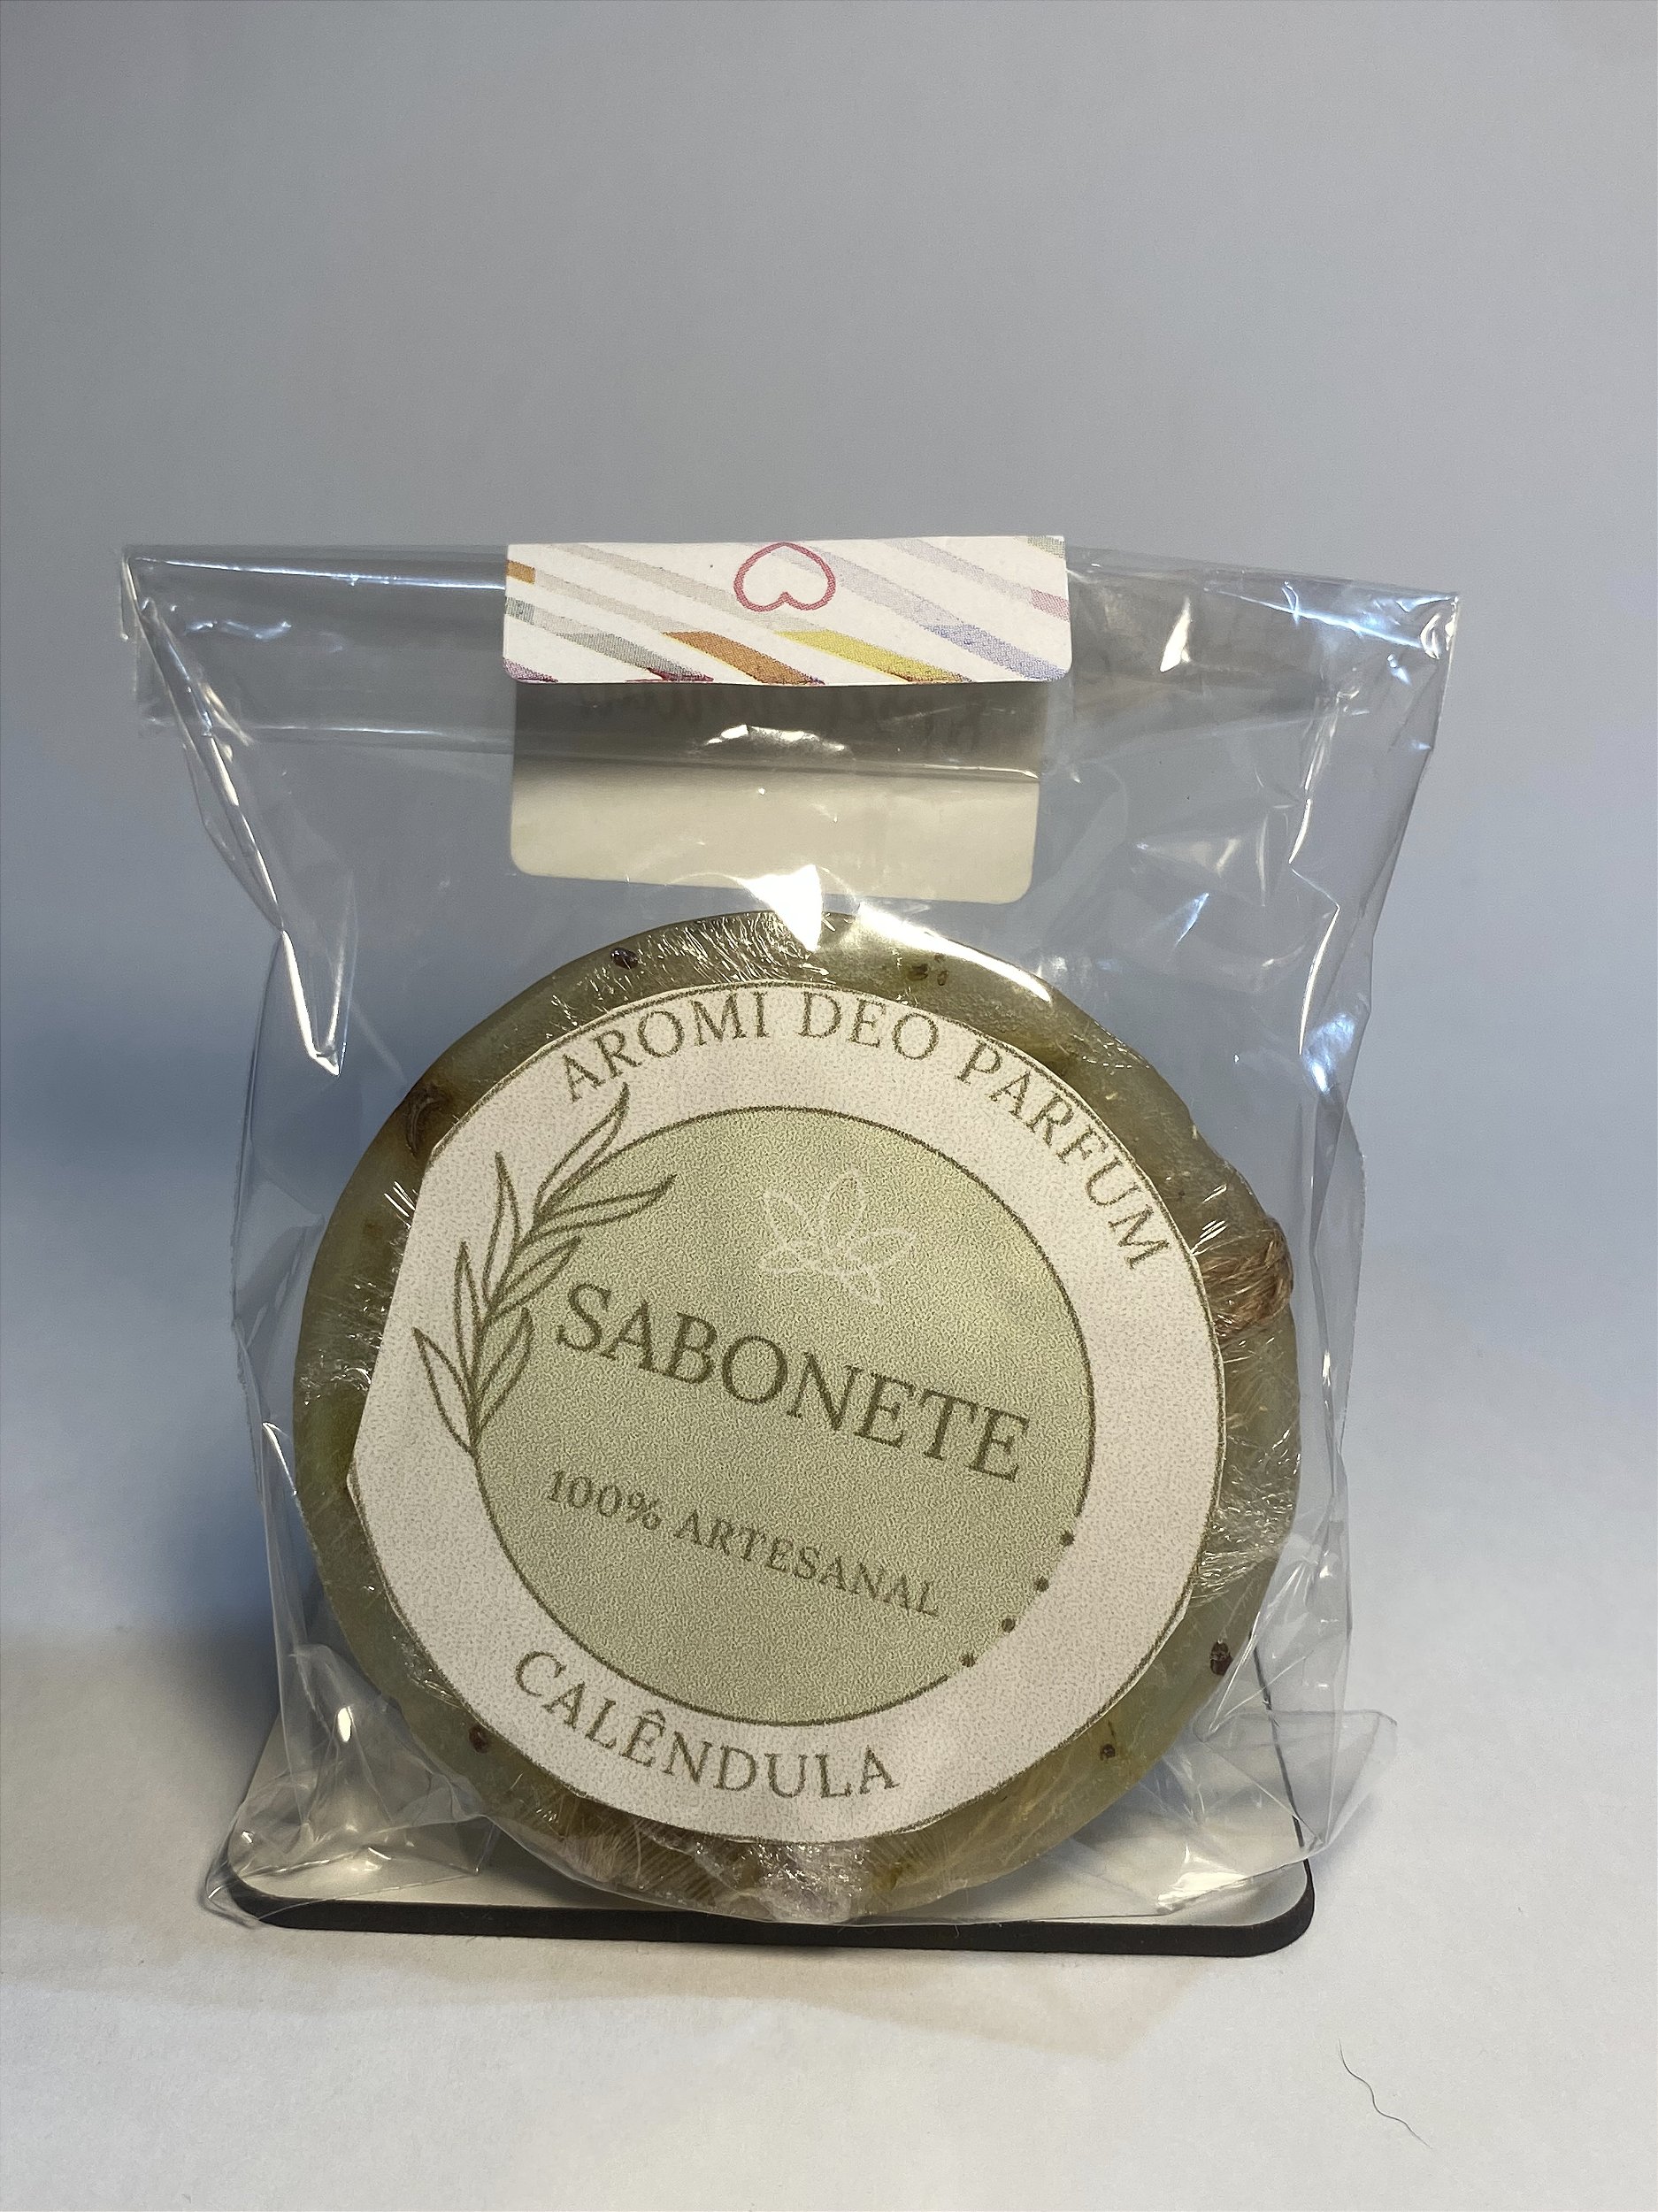 AROMI DEO PARFUM
SABONETE
100% ARTESANAL
CALÊNDULA